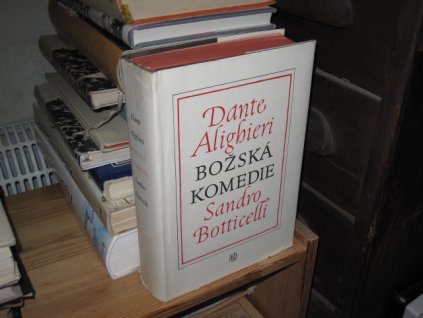 Dante
Alighieri
BOŽSKÁ
KOMEDIE
Sandro
Botticelli